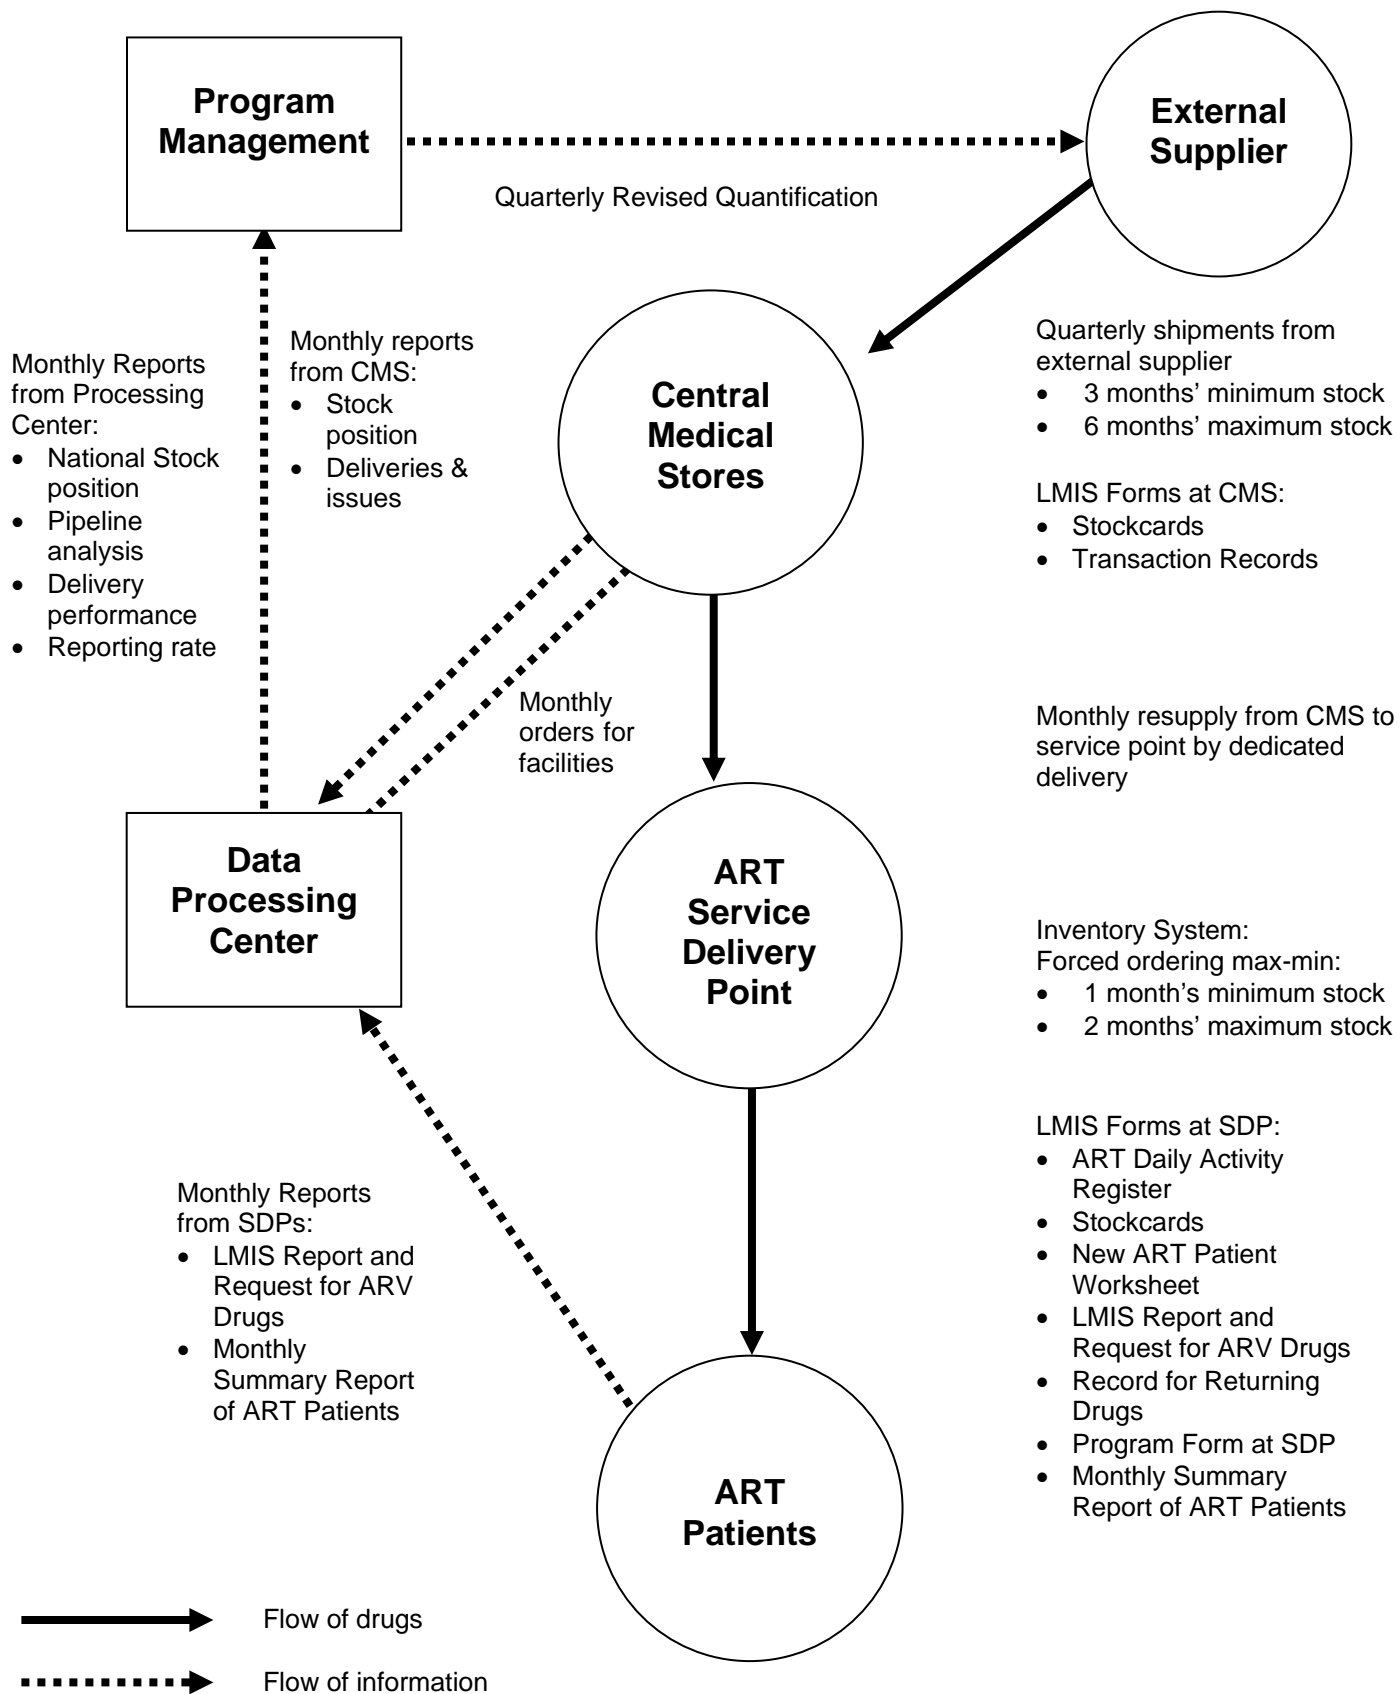 Program
Management
External
Supplier
Quarterly Revised Quantification
Monthly Reports
from Processing
Center:
• National Stock
position
• Pipeline
analysis
• Delivery
performance
• Reporting rate
Monthly reports
from CMS:
• Stock
position
• Deliveries &
issues
Central
Medical
Stores
Quarterly shipments from
external supplier
• 3 months’ minimum stock
• 6 months’ maximum stock
LMIS Forms at CMS:
• Stockcards
• Transaction Records
Monthly
orders for
facilities
Monthly resupply from CMS to
service point by dedicated
delivery
Data
Processing
Center
ART
Service
Delivery
Point
Inventory System:
Forced ordering max-min:
• 1 month’s minimum stock
• 2 months’ maximum stock
Monthly Reports
from SDPs:
• LMIS Report and
Request for ARV
Drugs
• Monthly
Summary Report
of ART Patients
LMIS Forms at SDP:
• ART Daily Activity
Register
• Stockcards
• New ART Patient
Worksheet
• LMIS Report and
Request for ARV Drugs
• Record for Returning
Drugs
• Program Form at SDP
• Monthly Summary
Report of ART Patients
ART
Patients
Flow of drugs
Flow of information